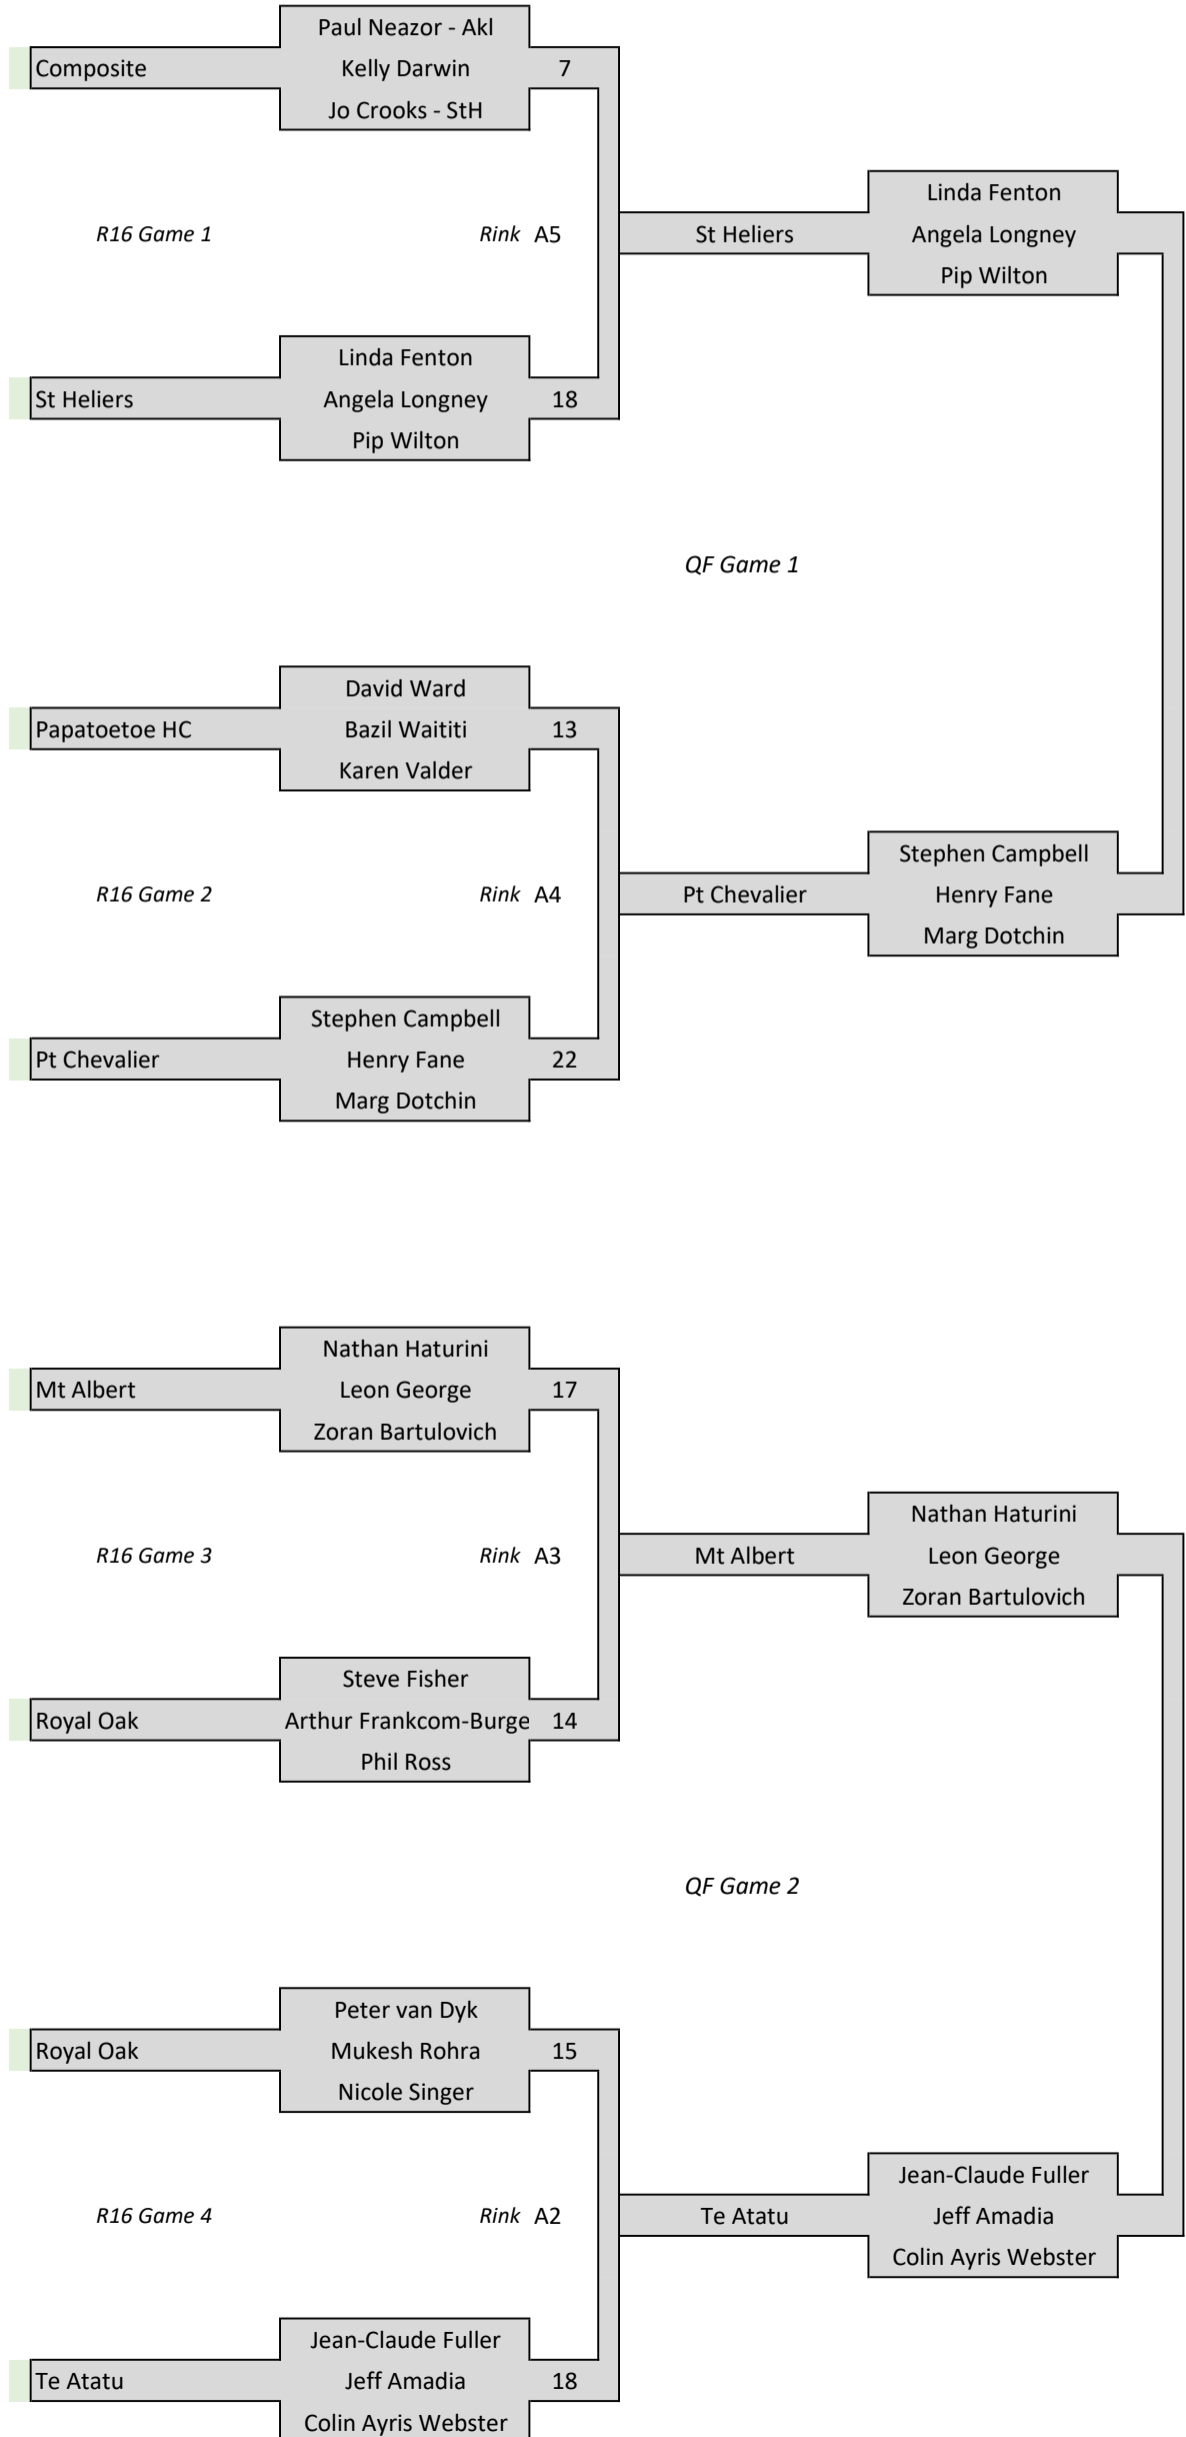 Paul Neazor - Akl
Composite Kelly Darwin 7
Jo Crooks - StH
Linda Fenton
R16 Game 1 Rink A5 St Heliers Angela Longney
Pip Wilton
Linda Fenton
St Heliers Angela Longney 18
Pip Wilton
QF Game 1
David Ward
Papatoetoe HC Bazil Waititi 13
Karen Valder
Stephen Campbell
R16 Game 2 Rink A4 Pt Chevalier Henry Fane
Marg Dotchin
Stephen Campbell
Pt Chevalier Henry Fane 22
Marg Dotchin
Nathan Haturini
Mt Albert Leon George 17
Zoran Bartulovich
Nathan Haturini
R16 Game 3 Rink A3 Mt Albert Leon George
Zoran Bartulovich
Steve Fisher
Royal Oak Arthur Frankcom-Burge 14
Phil Ross
QF Game 2
Peter van Dyk
Royal Oak Mukesh Rohra 15
Nicole Singer
Jean-Claude Fuller
R16 Game 4 Rink A2 Te Atatu Jeff Amadia
Colin Ayris Webster
Jean-Claude Fuller
Te Atatu Jeff Amadia 18
Colin Ayris Webster